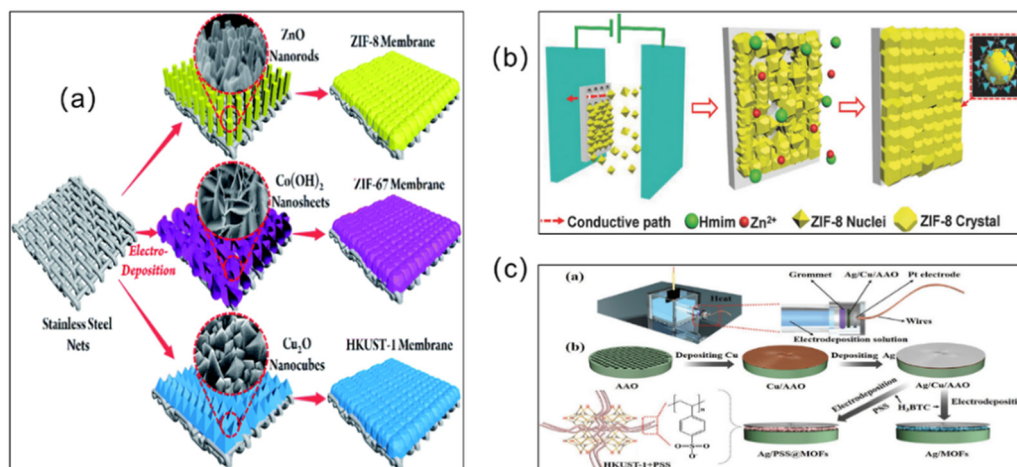 (a)
ZnO
Nanorods
ZIF-8 Membrane
Co(OH)₂
Nanosheets
ZIF-67 Membrane
Electro-
Deposition
Stainless Steel
Nets
Cu₂O
Nanocubes
HKUST-1 Membrane
(b)
Conductive path
Hmim
Zn²⁺
ZIF-8 Nuclei
ZIF-8 Crystal
(c)
(a)
Heat
Grommet
Ag/Cu/AAO
Pt electrode
Wires
Electrodeposition solution
(b)
AAO
Depositing Cu
Cu/AAO
Depositing Ag
Ag/Cu/AAO
Electrodeposition
PSS
H₃BTC
Electrodepositi
HKUST-1+PSS
n
SO₃⁻
Ag/PSS@MOFs
Ag/MOFs